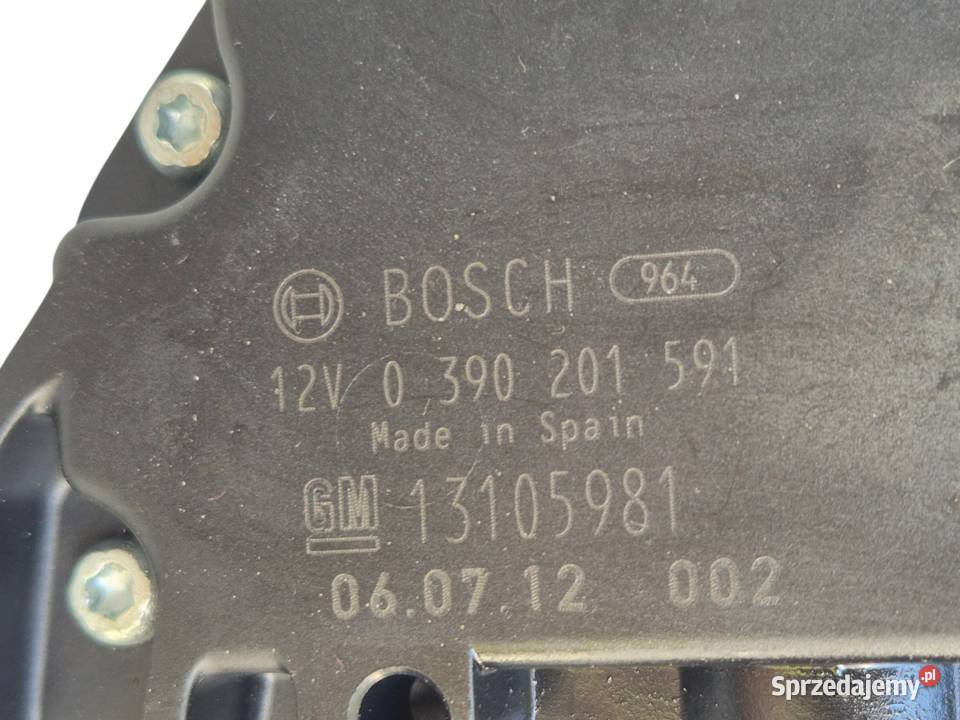 BOSCH 964
12V 0 390 201 591
Made in Spain
GM 13105981
06.07.12 002
Sprzedajemy.pl